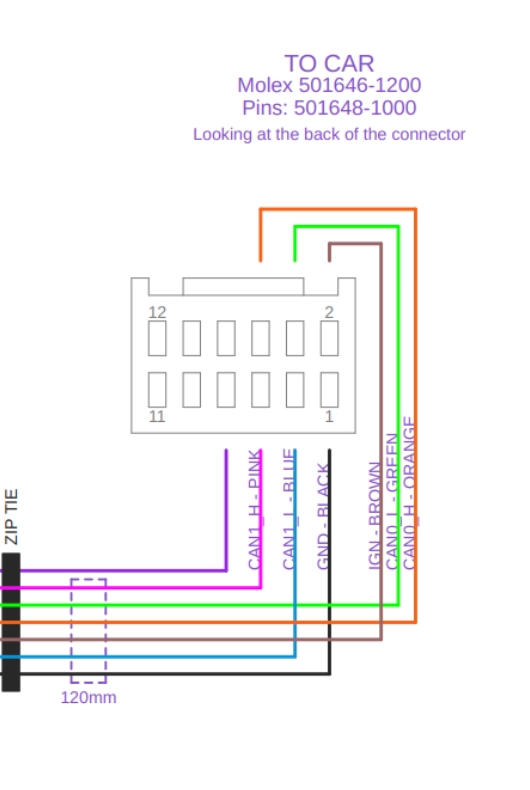 TO CAR
Molex 501646-1200
Pins: 501648-1000
Looking at the back of the connector
12
2
11
1
CAN1_H - PINK
CAN1_L - BLUE
GND - BLACK
IGN - BROWN
CAN0_L - GREEN
CAN0_H - ORANGE
ZIP TIE
120mm